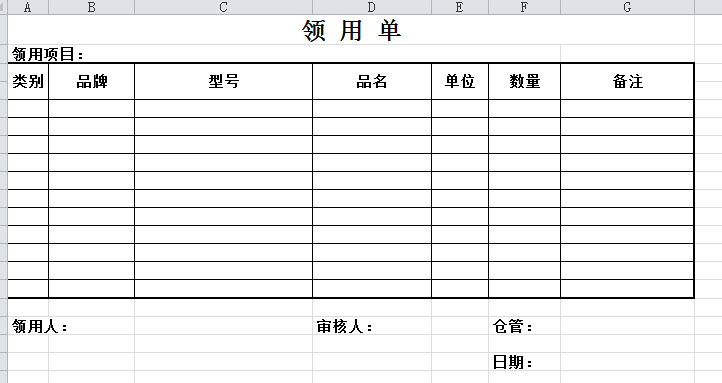 A B C D E F G
领 用 单
领用项目：
类别 品牌 型号 品名 单位 数量 备注
领用人： 审核人： 仓管：
日期：